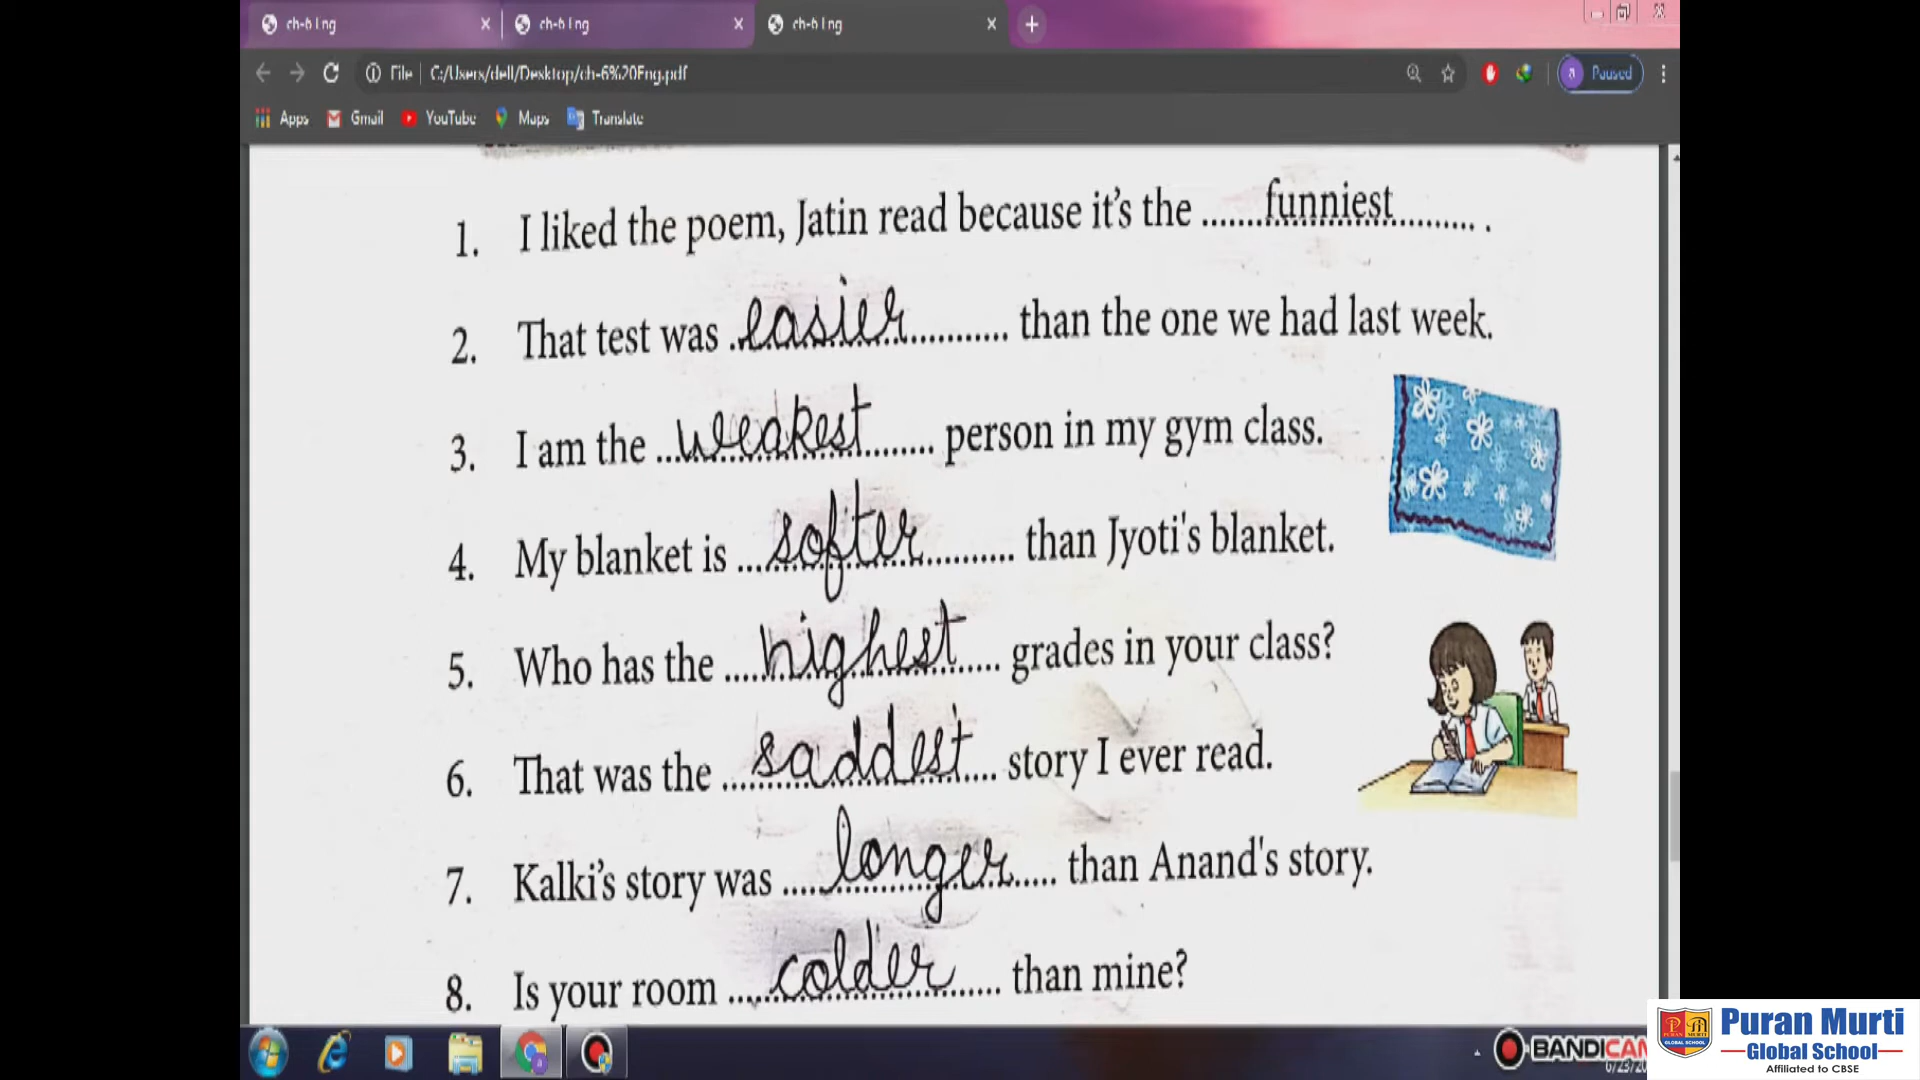 ch-6 Eng
ch-6 Eng
ch-6 Eng
File C:/Users/dell/Desktop/ch-6%20Eng.pdf
Paused
Apps Gmail YouTube Maps Translate
1. I liked the poem, Jatin read because it's the ......funniest.......... .
2. That test was ..easier.......... than the one we had last week.
3. I am the ...weakest....... person in my gym class.
4. My blanket is ...softer.......... than Jyoti's blanket.
5. Who has the .....highest..... grades in your class?
6. That was the ....saddest.... story I ever read.
7. Kalki's story was ....longer..... than Anand's story.
8. Is your room ....colder...... than mine?
BANDICAM
Puran Murti
Global School
Affiliated to CBSE